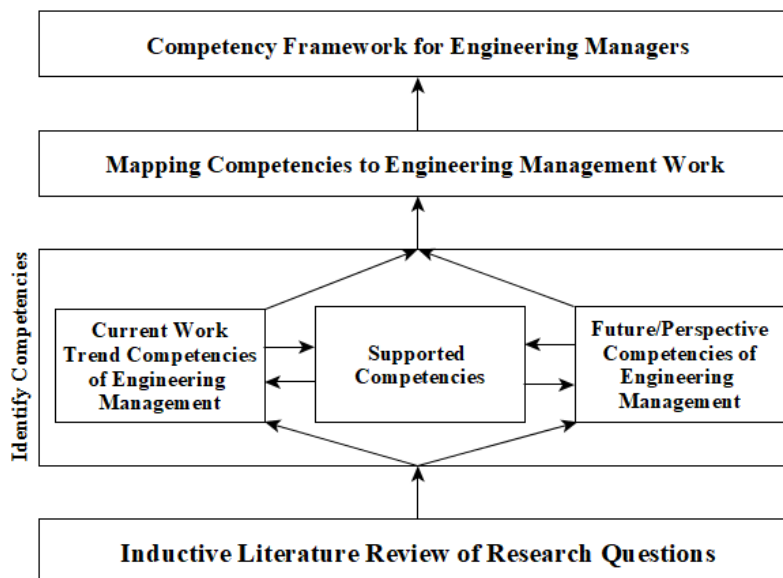 Competency Framework for Engineering Managers
Mapping Competencies to Engineering Management Work
Identify Competencies
Current Work
Trend Competencies
of Engineering
Management
Supported
Competencies
Future/Perspective
Competencies of
Engineering
Management
Inductive Literature Review of Research Questions